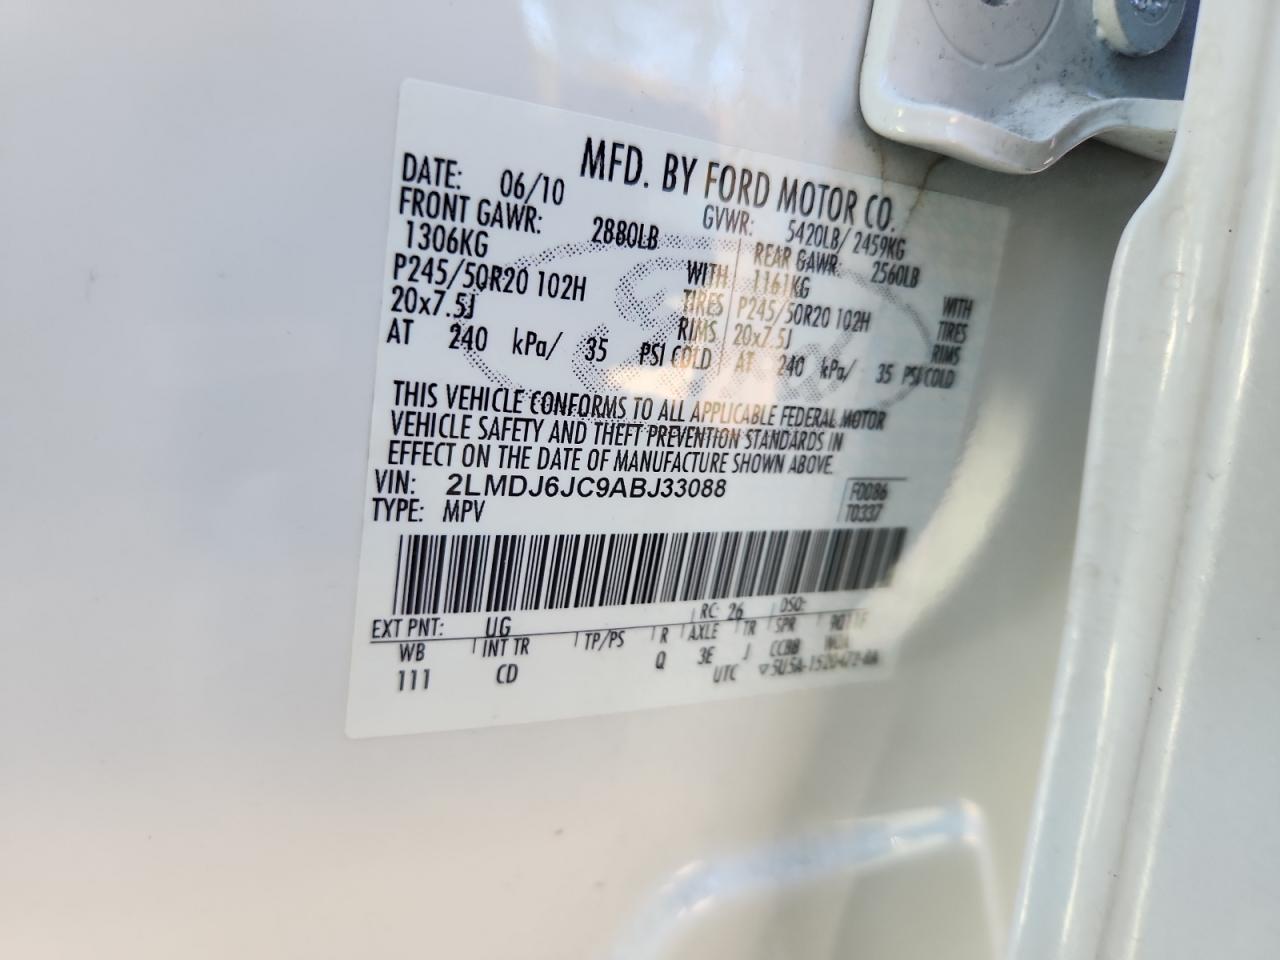 MFD. BY FORD MOTOR CO.
DATE: 06/10 GVWR: 5420LB/ 2459KG
FRONT GAWR: 2880LB REAR GAWR: 2560LB
1306KG WITH 1161KG WITH
P245/50R20 102H TIRES P245/50R20 102H TIRES
20x7.5J RIMS 20x7.5J RIMS
AT 240 kPa/ 35 PSI COLD AT 240 kPa/ 35 PSI COLD
THIS VEHICLE CONFORMS TO ALL APPLICABLE FEDERAL MOTOR
VEHICLE SAFETY AND THEFT PREVENTION STANDARDS IN
EFFECT ON THE DATE OF MANUFACTURE SHOWN ABOVE.
VIN: 2LMDJ6JC9ABJ33088 F0086
TYPE: MPV T0337
EXT PNT: UG RC: 26 DSO:
WB INT TR TP/PS R AXLE TR SPR
111 CD Q 3E J CCBB
UTC